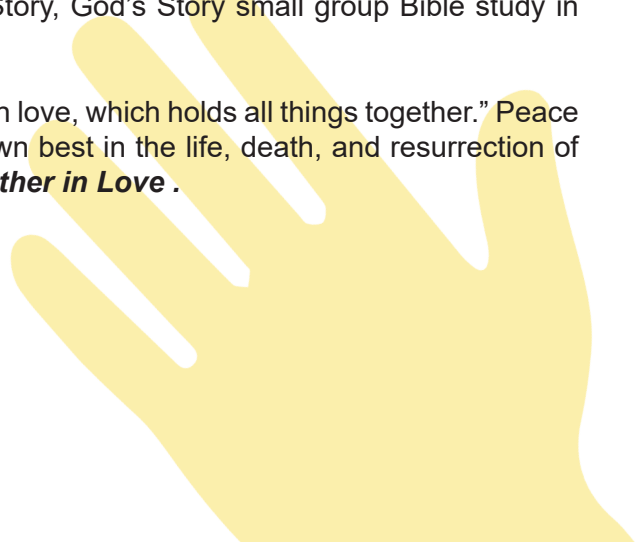 Story, God's Story small group Bible study in
n love, which holds all things together." Peace
wn best in the life, death, and resurrection of
ther in Love .